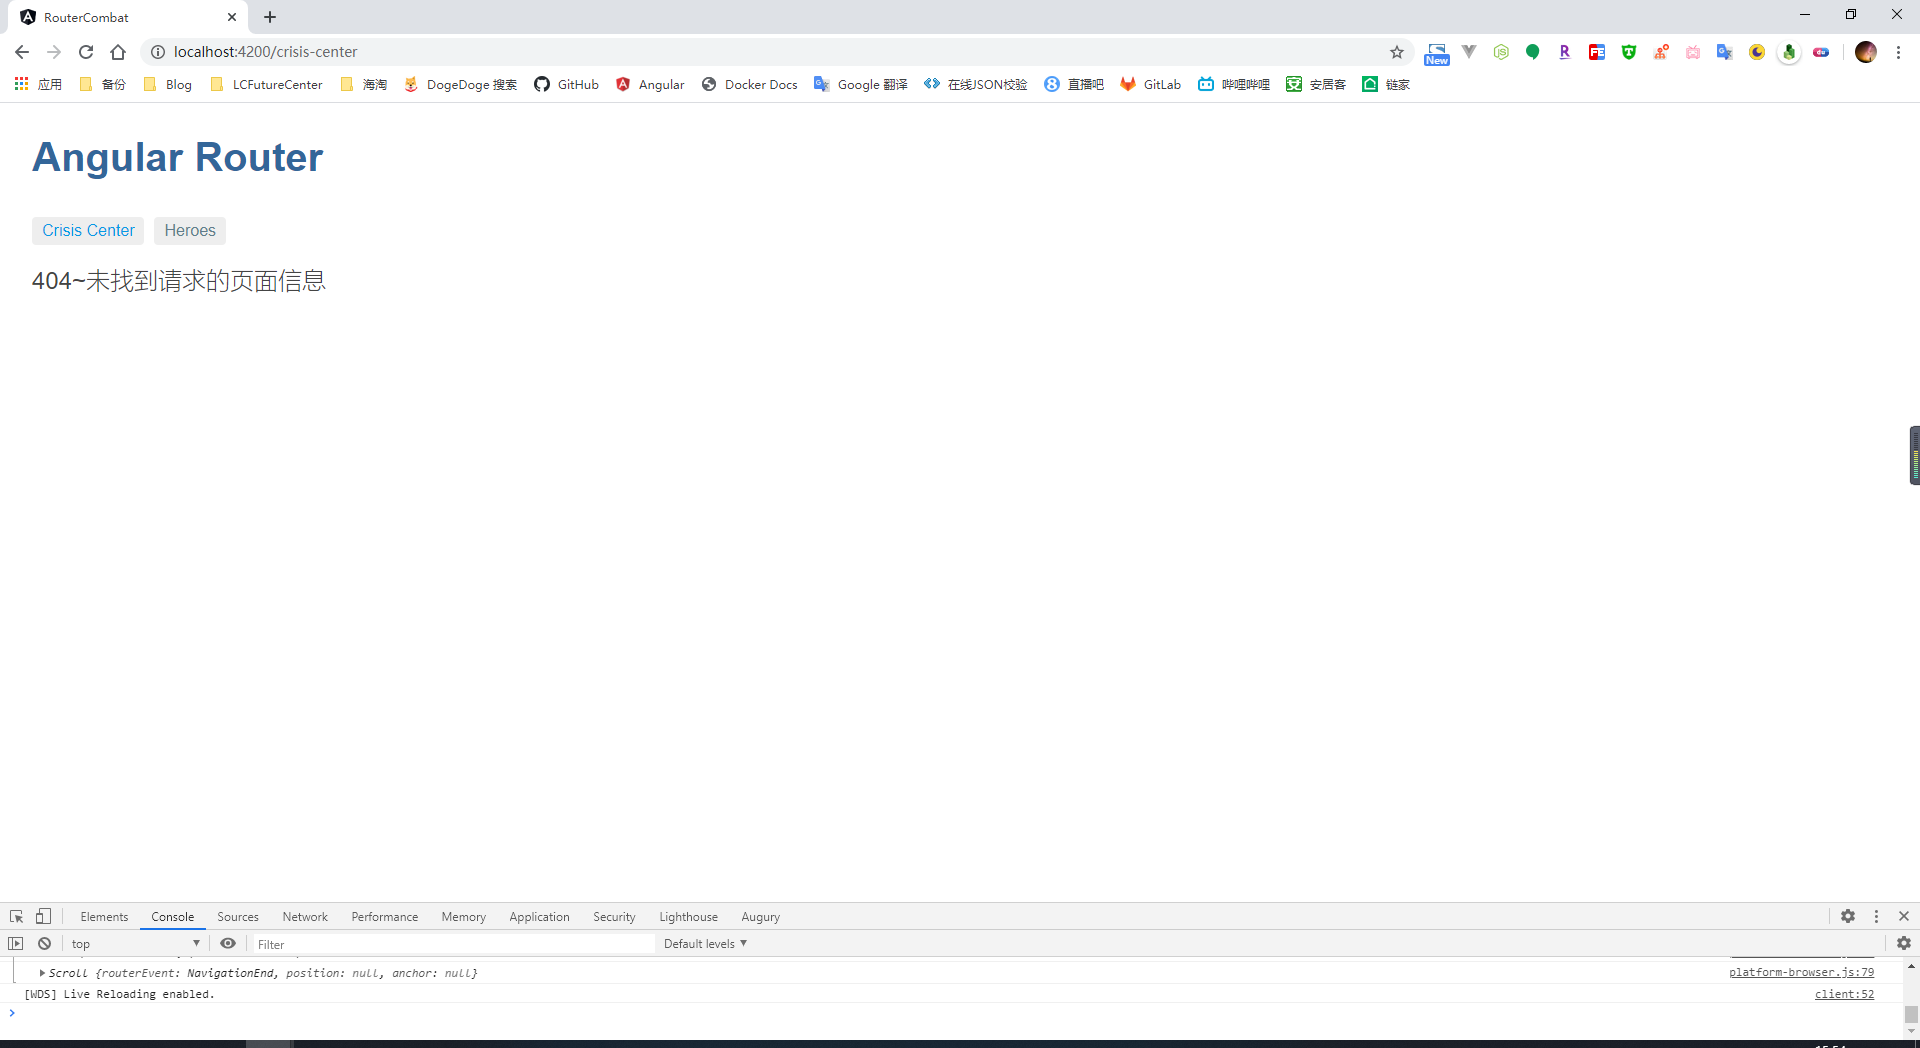 RouterCombat
localhost:4200/crisis-center
New
应用 备份 Blog LCFutureCenter 海淘 DogeDoge 搜索 GitHub Angular Docker Docs Google 翻译 在线JSON校验 直播吧 GitLab 哔哩哔哩 安居客 链家
Angular Router
Crisis Center Heroes
404~未找到请求的页面信息
Elements Console Sources Network Performance Memory Application Security Lighthouse Augury
top Filter Default levels
Scroll {routerEvent: NavigationEnd, position: null, anchor: null} platform-browser.js:79
[WDS] Live Reloading enabled. client:52